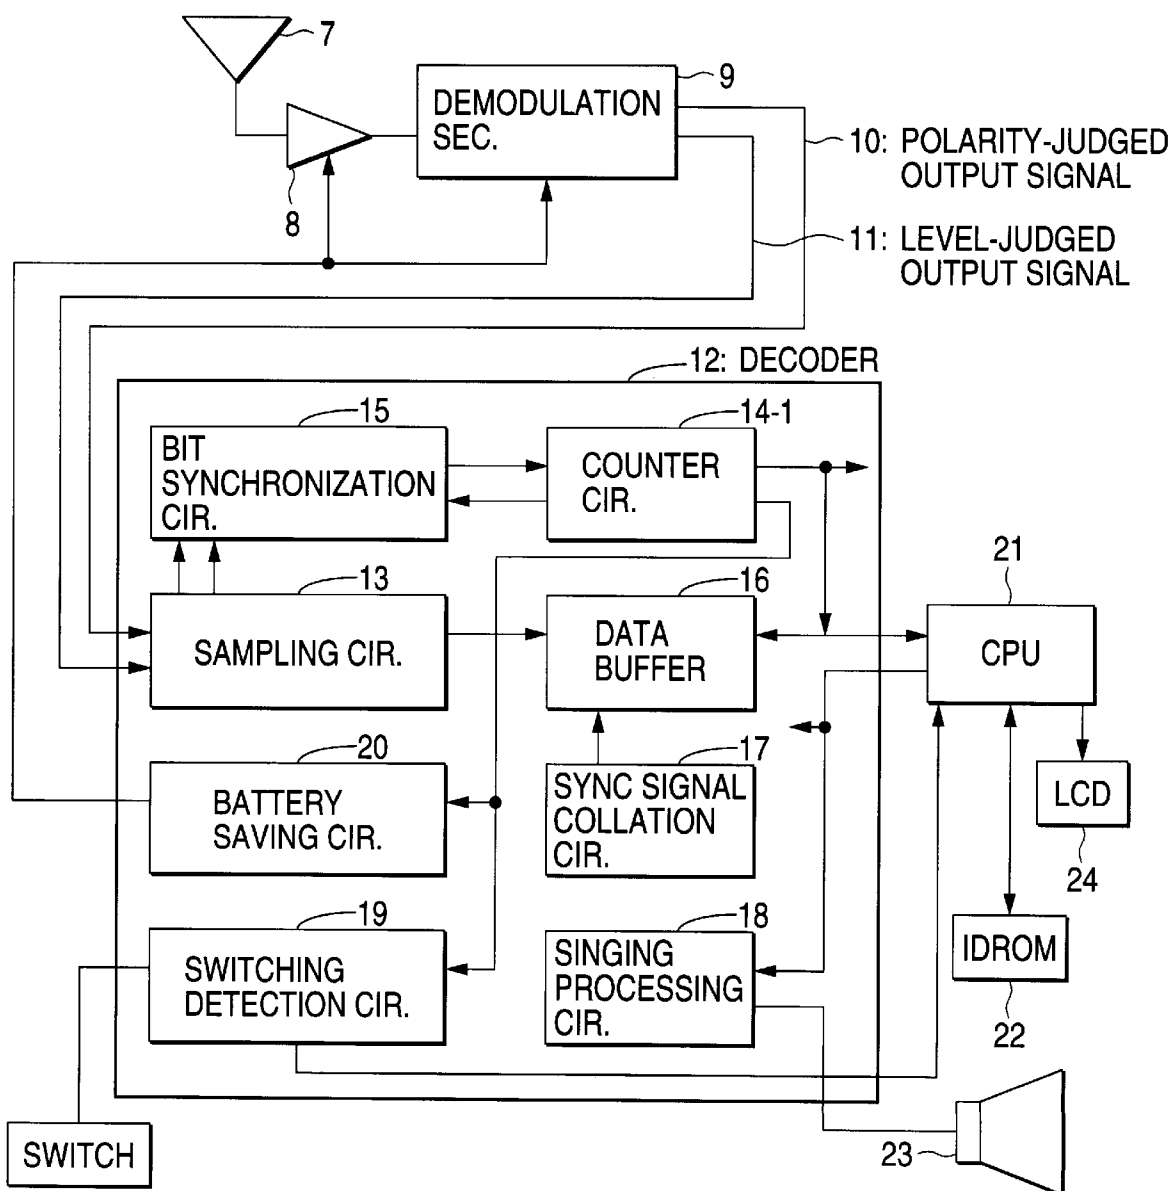 7
9
DEMODULATION
SEC.
10: POLARITY-JUDGED
OUTPUT SIGNAL
8
11: LEVEL-JUDGED
OUTPUT SIGNAL
12: DECODER
15
14-1
BIT
SYNCHRONIZATION
CIR.
COUNTER
CIR.
13
16
21
SAMPLING CIR.
DATA
BUFFER
CPU
20
17
BATTERY
SAVING CIR.
SYNC SIGNAL
COLLATION
CIR.
LCD
24
19
18
SWITCHING
DETECTION CIR.
SINGING
PROCESSING
CIR.
IDROM
22
SWITCH
23